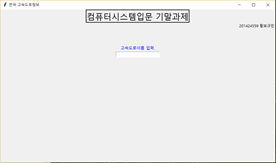 한국 고속도로정보
컴퓨터시스템입문 기말과제
고속도로이름 입력